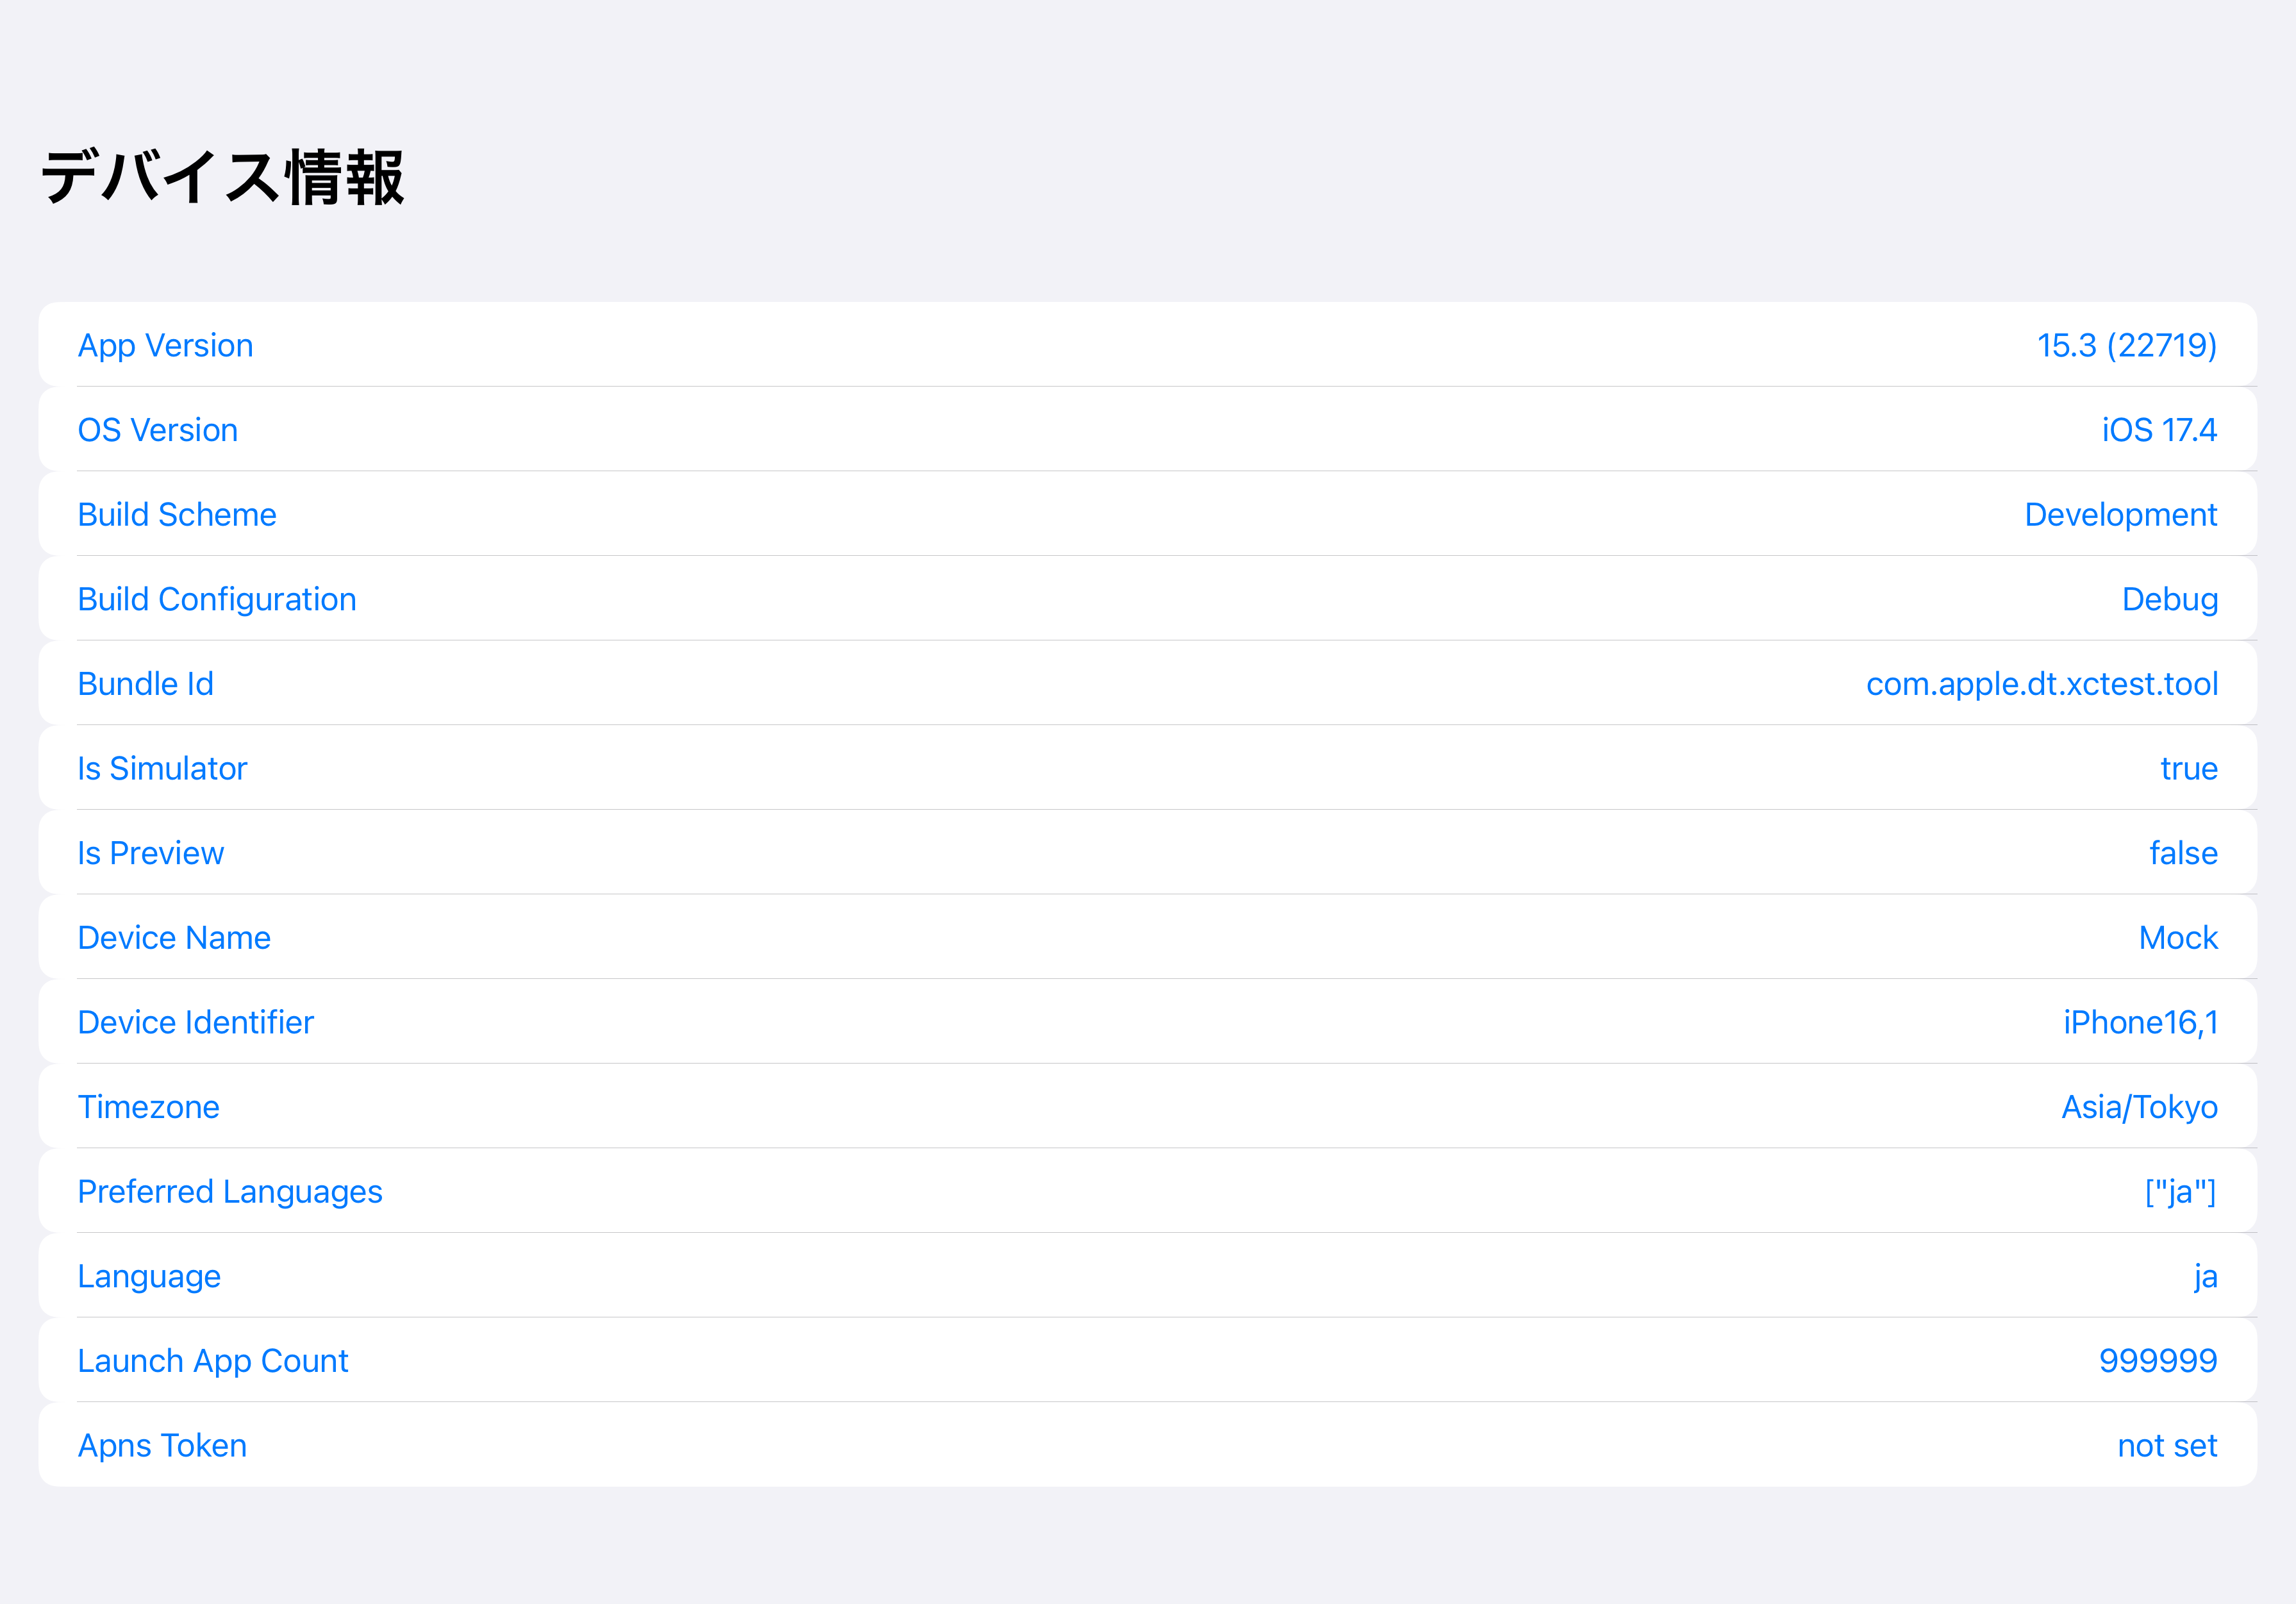 デバイス情報
App Version 15.3 (22719)
OS Version iOS 17.4
Build Scheme Development
Build Configuration Debug
Bundle Id com.apple.dt.xctest.tool
Is Simulator true
Is Preview false
Device Name Mock
Device Identifier iPhone16,1
Timezone Asia/Tokyo
Preferred Languages ["ja"]
Language ja
Launch App Count 999999
Apns Token not set